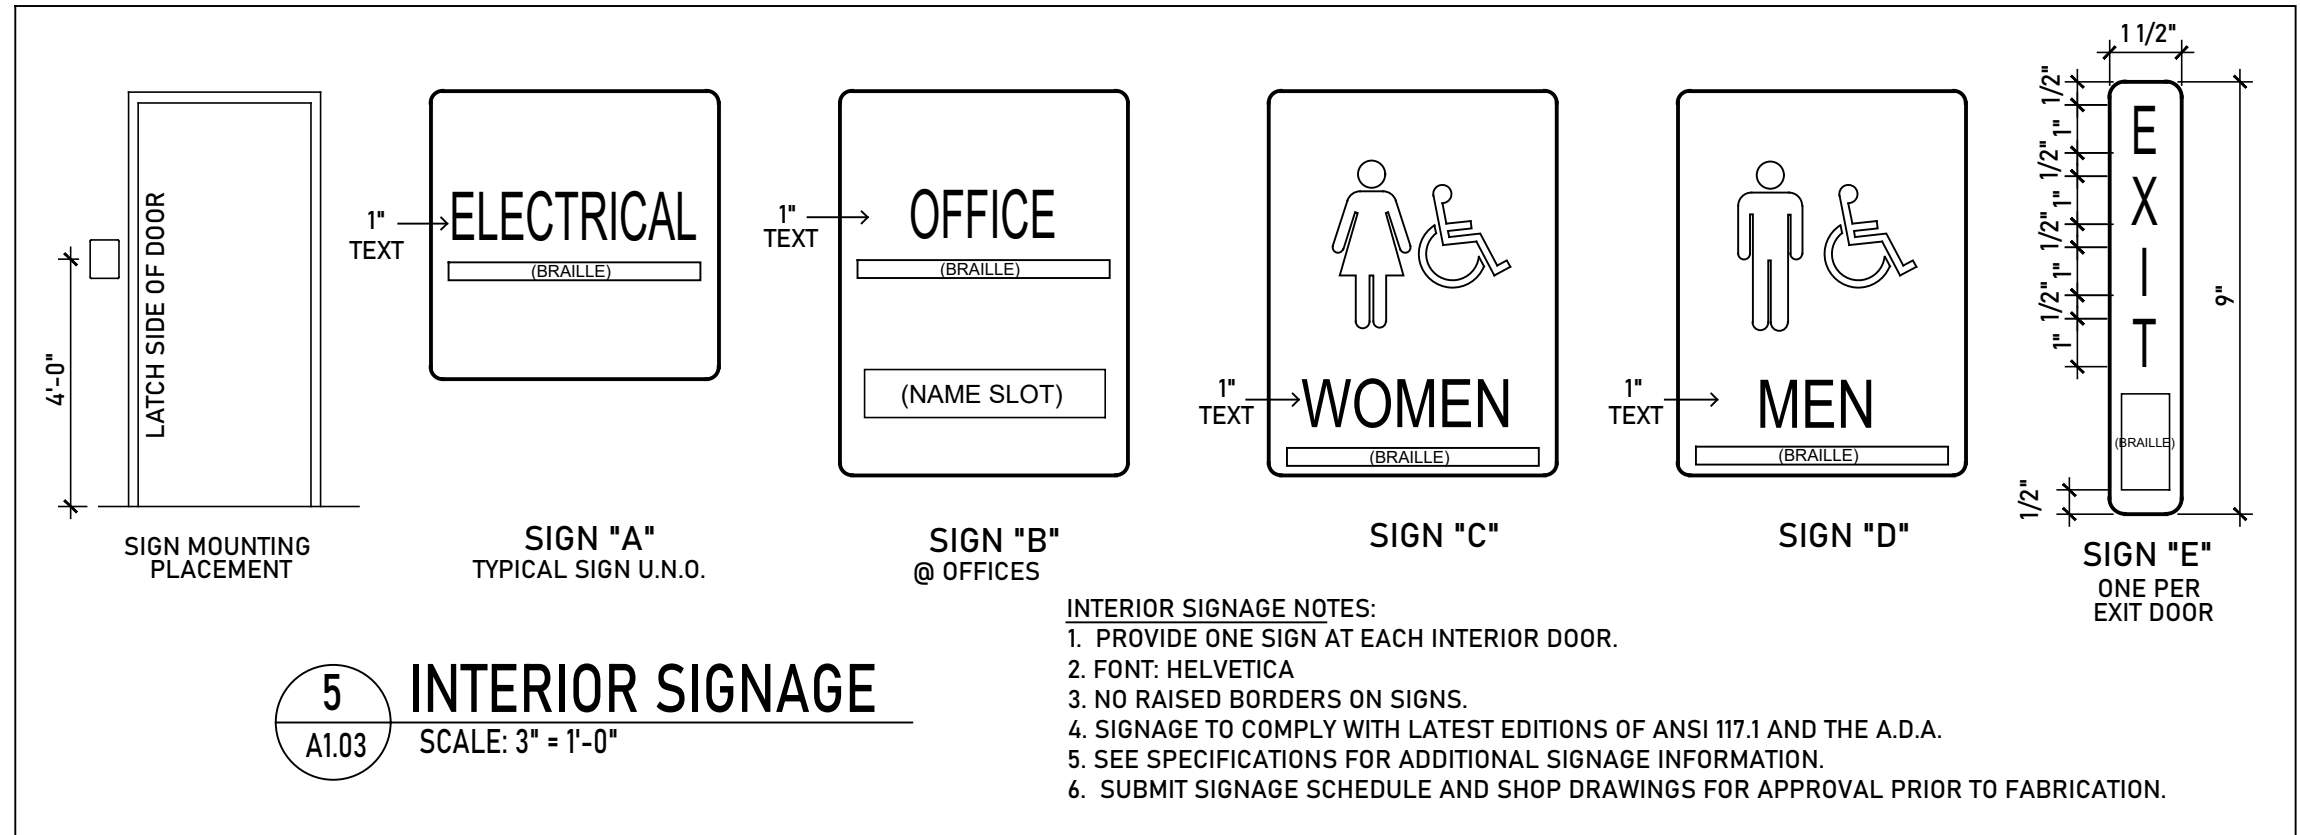 4'-0"
LATCH SIDE OF DOOR
SIGN MOUNTING
PLACEMENT
1"
TEXT
ELECTRICAL
(BRAILLE)
SIGN "A"
TYPICAL SIGN U.N.O.
1"
TEXT
OFFICE
(BRAILLE)
(NAME SLOT)
SIGN "B"
@ OFFICES
1"
TEXT
WOMEN
(BRAILLE)
SIGN "C"
1"
TEXT
MEN
(BRAILLE)
SIGN "D"
1 1/2"
1/2"
1"
1/2"
1"
1/2"
1"
1/2"
1"
1/2"
E
X
I
T
(BRAILLE)
9"
SIGN "E"
ONE PER
EXIT DOOR
INTERIOR SIGNAGE NOTES:
1. PROVIDE ONE SIGN AT EACH INTERIOR DOOR.
2. FONT: HELVETICA
3. NO RAISED BORDERS ON SIGNS.
4. SIGNAGE TO COMPLY WITH LATEST EDITIONS OF ANSI 117.1 AND THE A.D.A.
5. SEE SPECIFICATIONS FOR ADDITIONAL SIGNAGE INFORMATION.
6. SUBMIT SIGNAGE SCHEDULE AND SHOP DRAWINGS FOR APPROVAL PRIOR TO FABRICATION.
5
A1.03
INTERIOR SIGNAGE
SCALE: 3" = 1'-0"